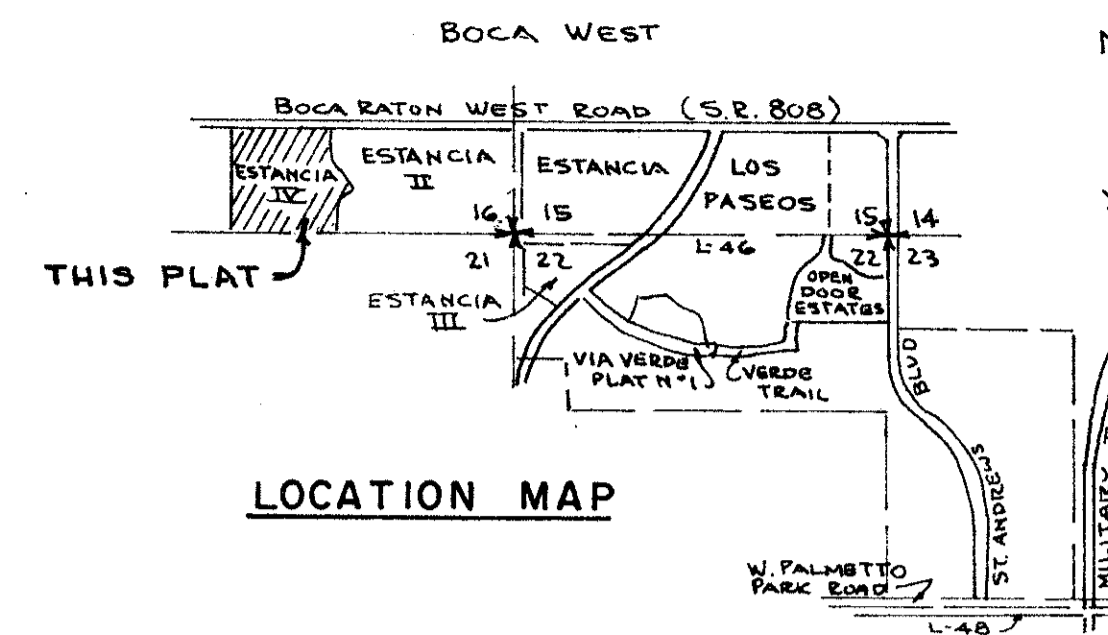 BOCA WEST
BOCA RATON WEST ROAD (S.R. 808)
ESTANCIA
IV
ESTANCIA
II
ESTANCIA
LOS
PASEOS
16 15
21 22
15 14
22 23
L-46
THIS PLAT
ESTANCIA
III
OPEN
DOOR
ESTATES
VIA VERDE
PLAT Nº1
VERDE
TRAIL
ST. ANDREWS BLVD
MILITARY
LOCATION MAP
W. PALMETTO
PARK ROAD
L-48